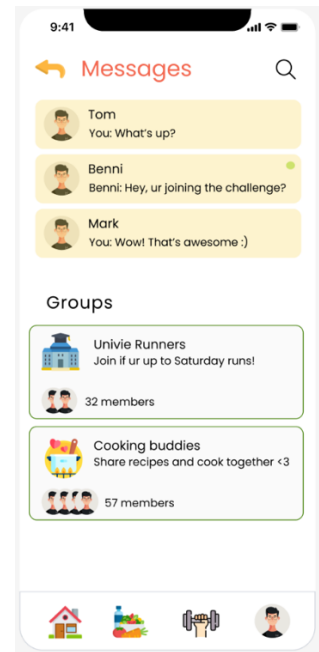 9:41
Messages
Tom
You: What's up?
Benni
Benni: Hey, ur joining the challenge?
Mark
You: Wow! That's awesome :)
Groups
Univie Runners
Join if ur up to Saturday runs!
32 members
Cooking buddies
Share recipes and cook together <3
57 members